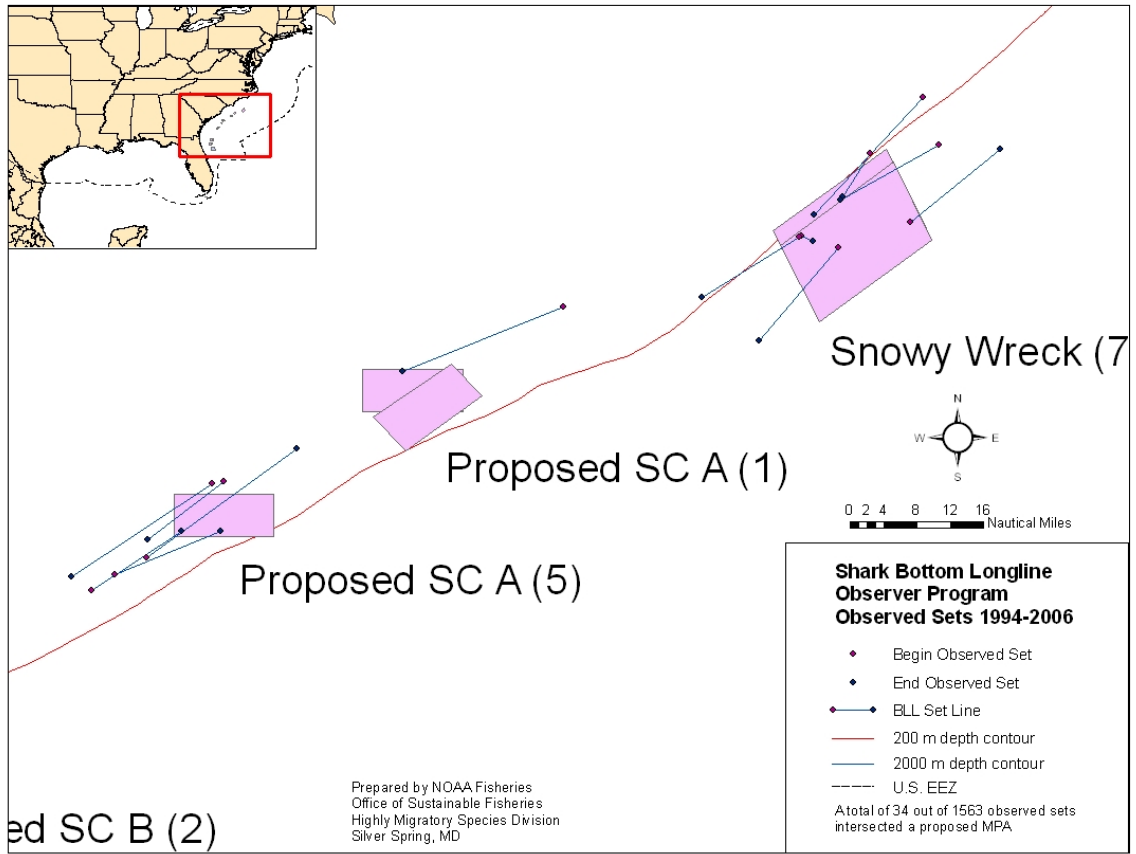 Snowy Wreck (7
N
W
E
S
Proposed SC A (1)
0 2 4 8 12 16
Nautical Miles
Proposed SC A (5)
Shark Bottom Longline
Observer Program
Observed Sets 1994-2006
Begin Observed Set
End Observed Set
BLL Set Line
200 m depth contour
2000 m depth contour
U.S. EEZ
A total of 34 out of 1563 observed sets
intersected a proposed MPA
Prepared by NOAA Fisheries
Office of Sustainable Fisheries
Highly Migratory Species Division
Silver Spring, MD
ed SC B (2)